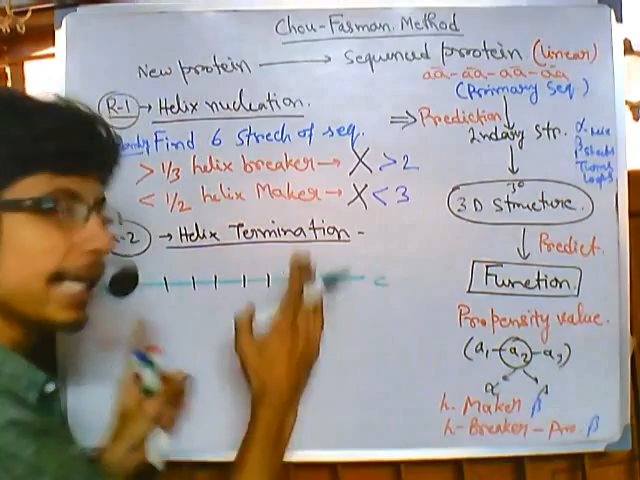 Chou-Fasman Method
New protein → Sequenced protein (linear)
aa-aa-aa-aa
(Primary Seq)
R-1 → Helix nucleation.
⇒ Prediction
2ndary str.
Find 6 Strech of seq.
> 1/3 helix breaker → X > 2
< 1/2 helix Maker → X < 3
Turns
loops
3°
3D Structure.
-2 → Helix Termination -
Predict.
Function
C
Propensity value.
(a₁-a₂-a₃)
α
h. Maker β
h-Breaker-Pro. β